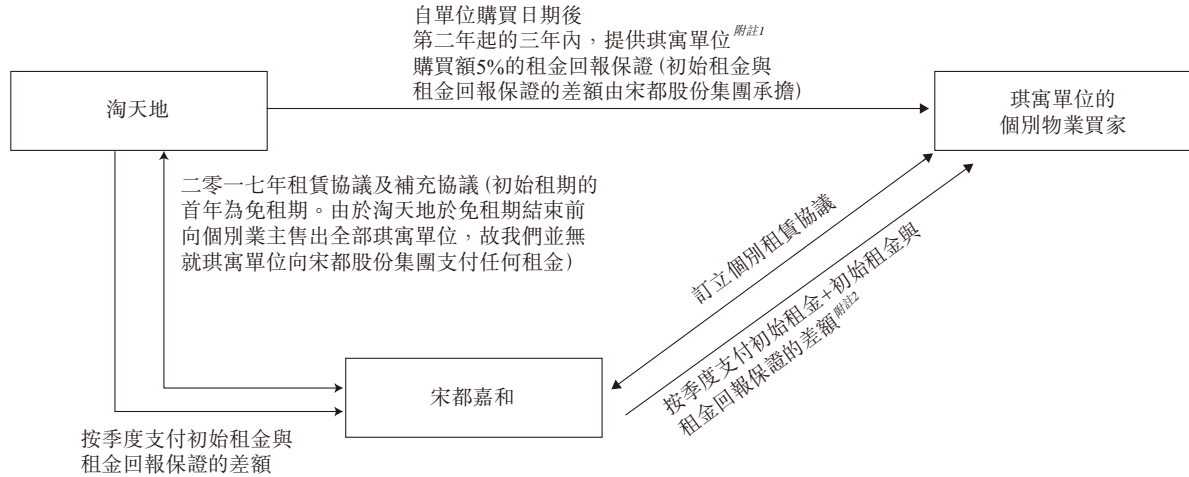 自單位購買日期後
第二年起的三年內，提供琪寓單位附註1
購買額5%的租金回報保證（初始租金與
租金回報保證的差額由宋都股份集團承擔）
淘天地
琪寓單位的
個別物業買家
二零一七年租賃協議及補充協議（初始租期的
首年為免租期。由於淘天地於免租期結束前
向個別業主售出全部琪寓單位，故我們並無
就琪寓單位向宋都股份集團支付任何租金）
訂立個別租賃協議
按季度支付初始租金+初始租金與
租金回報保證的差額附註2
宋都嘉和
按季度支付初始租金與
租金回報保證的差額